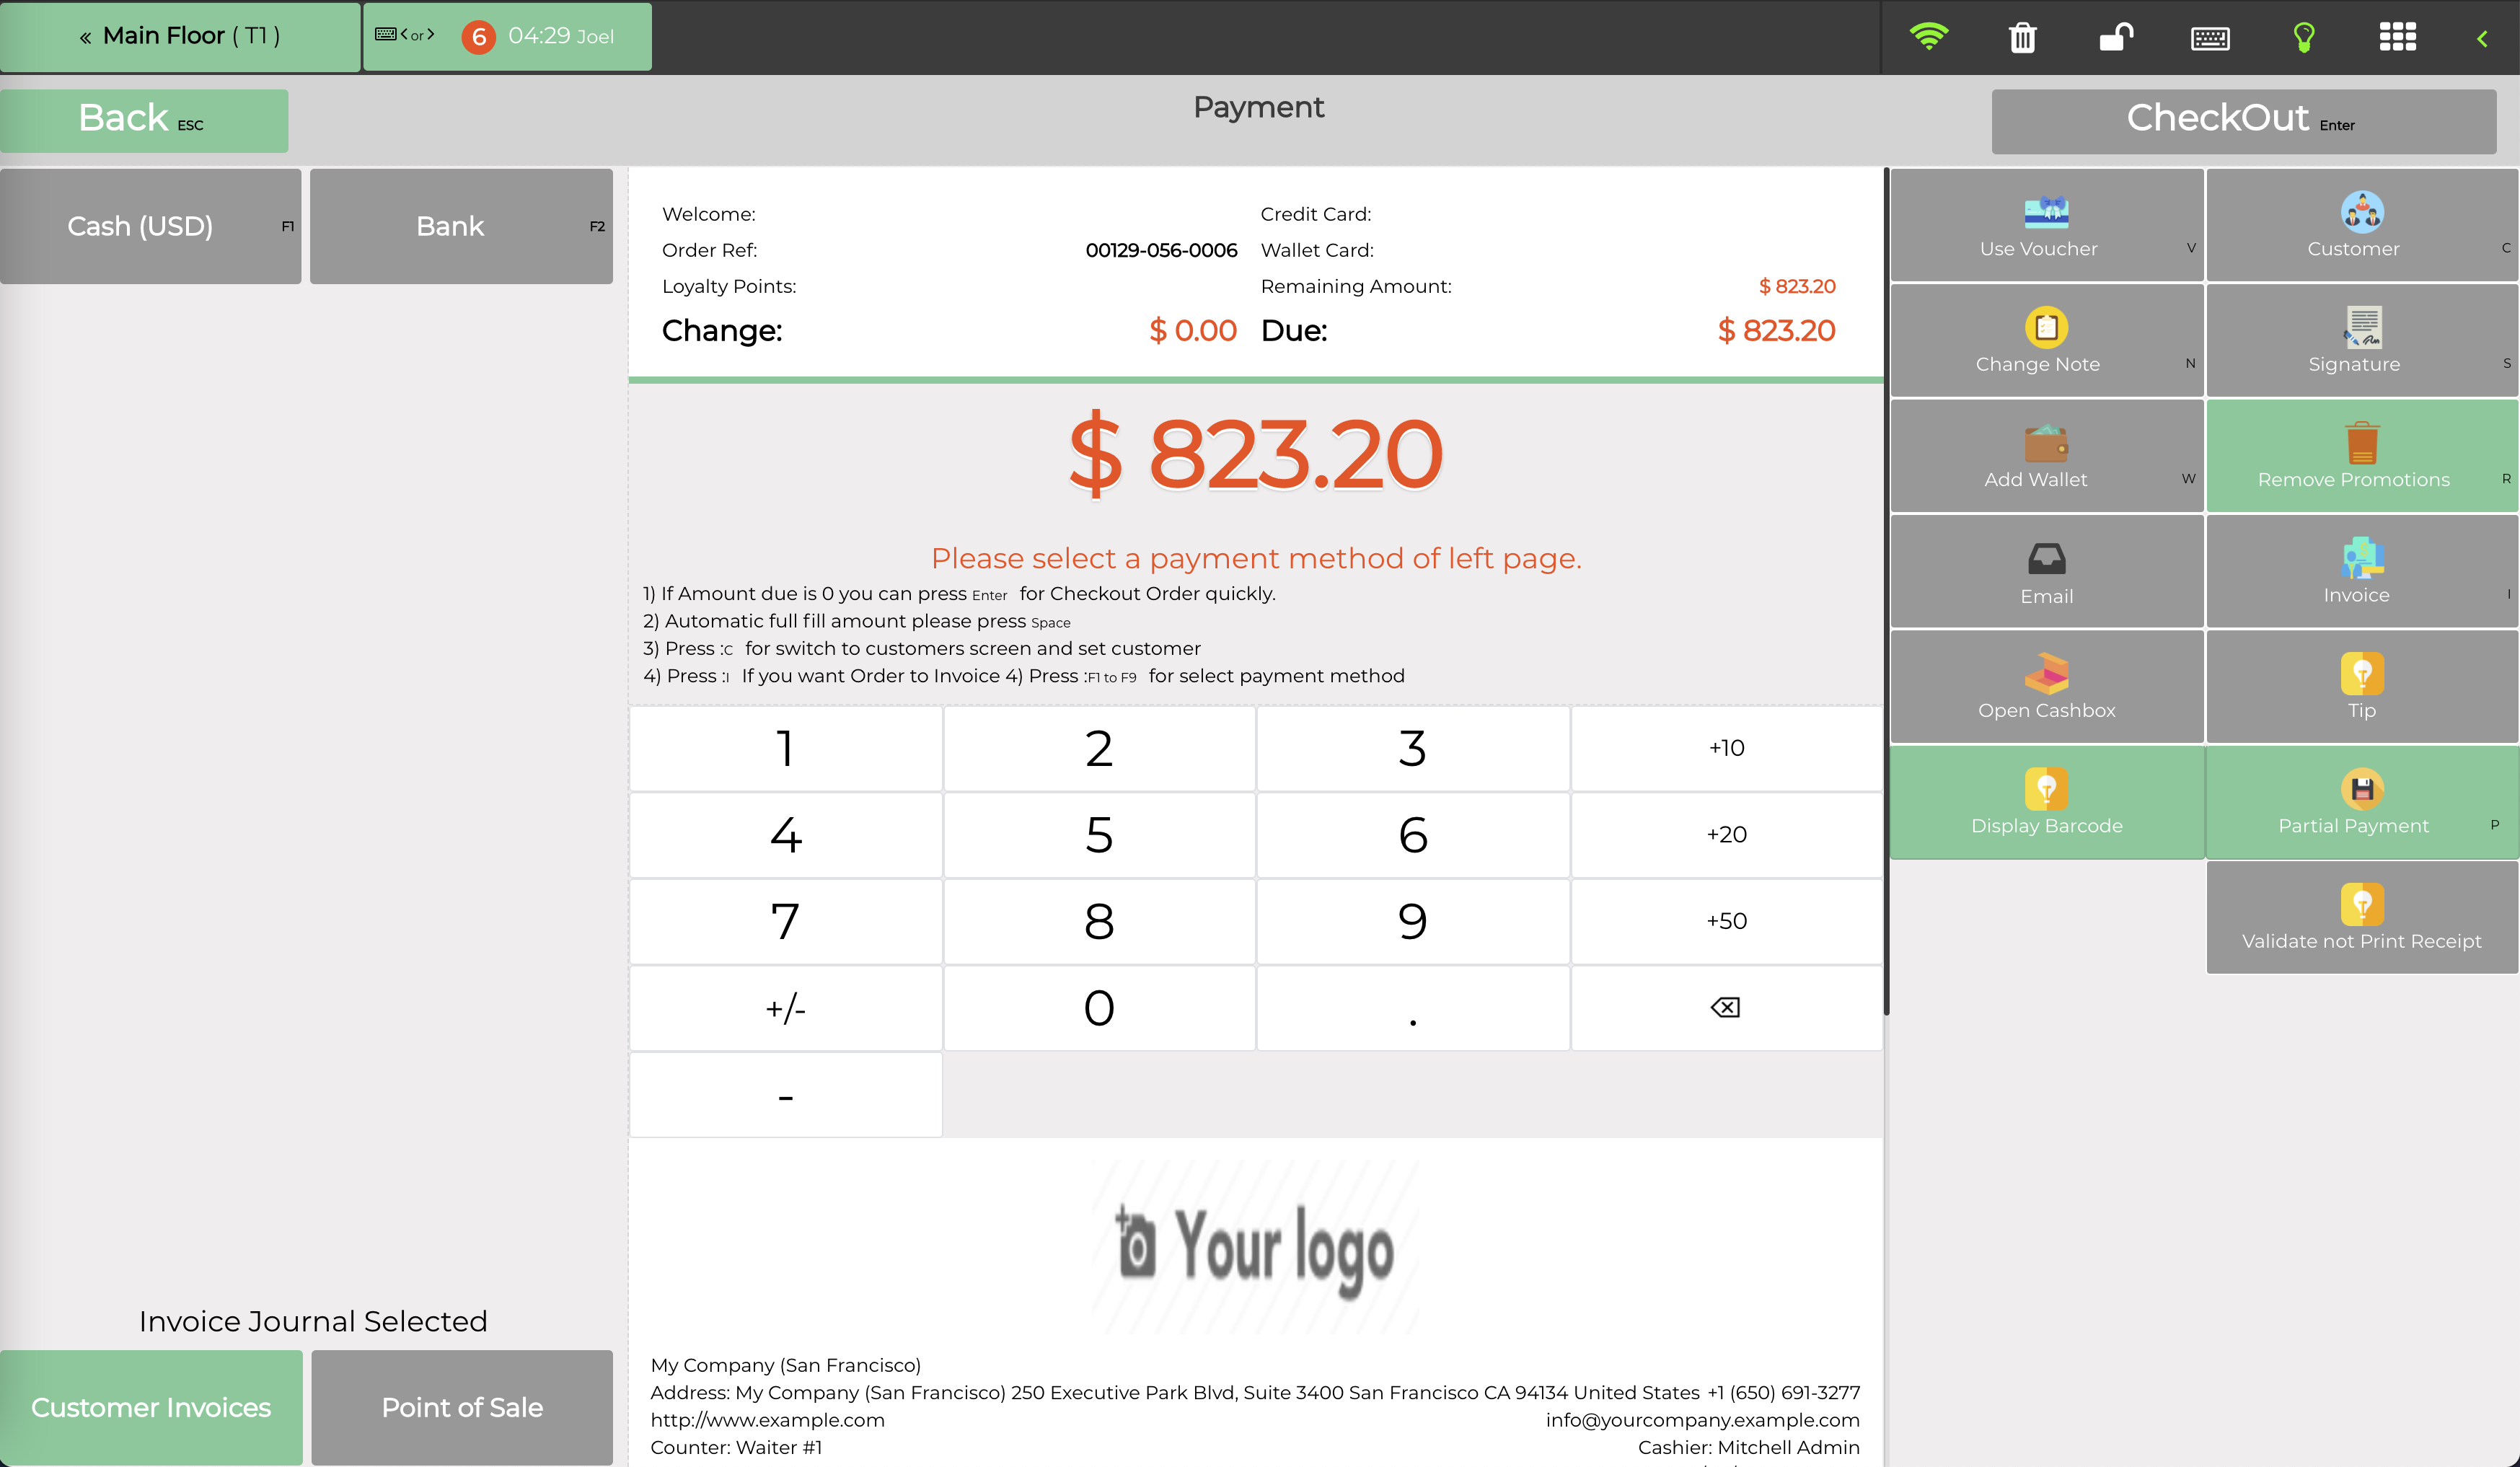 « Main Floor ( T1 )
< or >
6
04:29 Joel
Back ESC
Payment
CheckOut Enter
Cash (USD) F1
Bank F2
Welcome:
Credit Card:
Order Ref: 00129-056-0006
Wallet Card:
Loyalty Points:
Remaining Amount: $ 823.20
Change: $ 0.00
Due: $ 823.20
$ 823.20
Please select a payment method of left page.
1) If Amount due is 0 you can press Enter for Checkout Order quickly.
2) Automatic full fill amount please press Space
3) Press :C for switch to customers screen and set customer
4) Press :I If you want Order to Invoice 4) Press :F1 to F9 for select payment method
1 2 3 +10
4 5 6 +20
7 8 9 +50
+/- 0 .
-
Use Voucher V
Customer C
Change Note N
Signature S
Add Wallet W
Remove Promotions R
Email
Invoice I
Open Cashbox
Tip
Display Barcode
Partial Payment P
Validate not Print Receipt
Invoice Journal Selected
Customer Invoices
Point of Sale
Your logo
My Company (San Francisco)
Address: My Company (San Francisco) 250 Executive Park Blvd, Suite 3400 San Francisco CA 94134 United States +1 (650) 691-3277
http://www.example.com info@yourcompany.example.com
Counter: Waiter #1 Cashier: Mitchell Admin